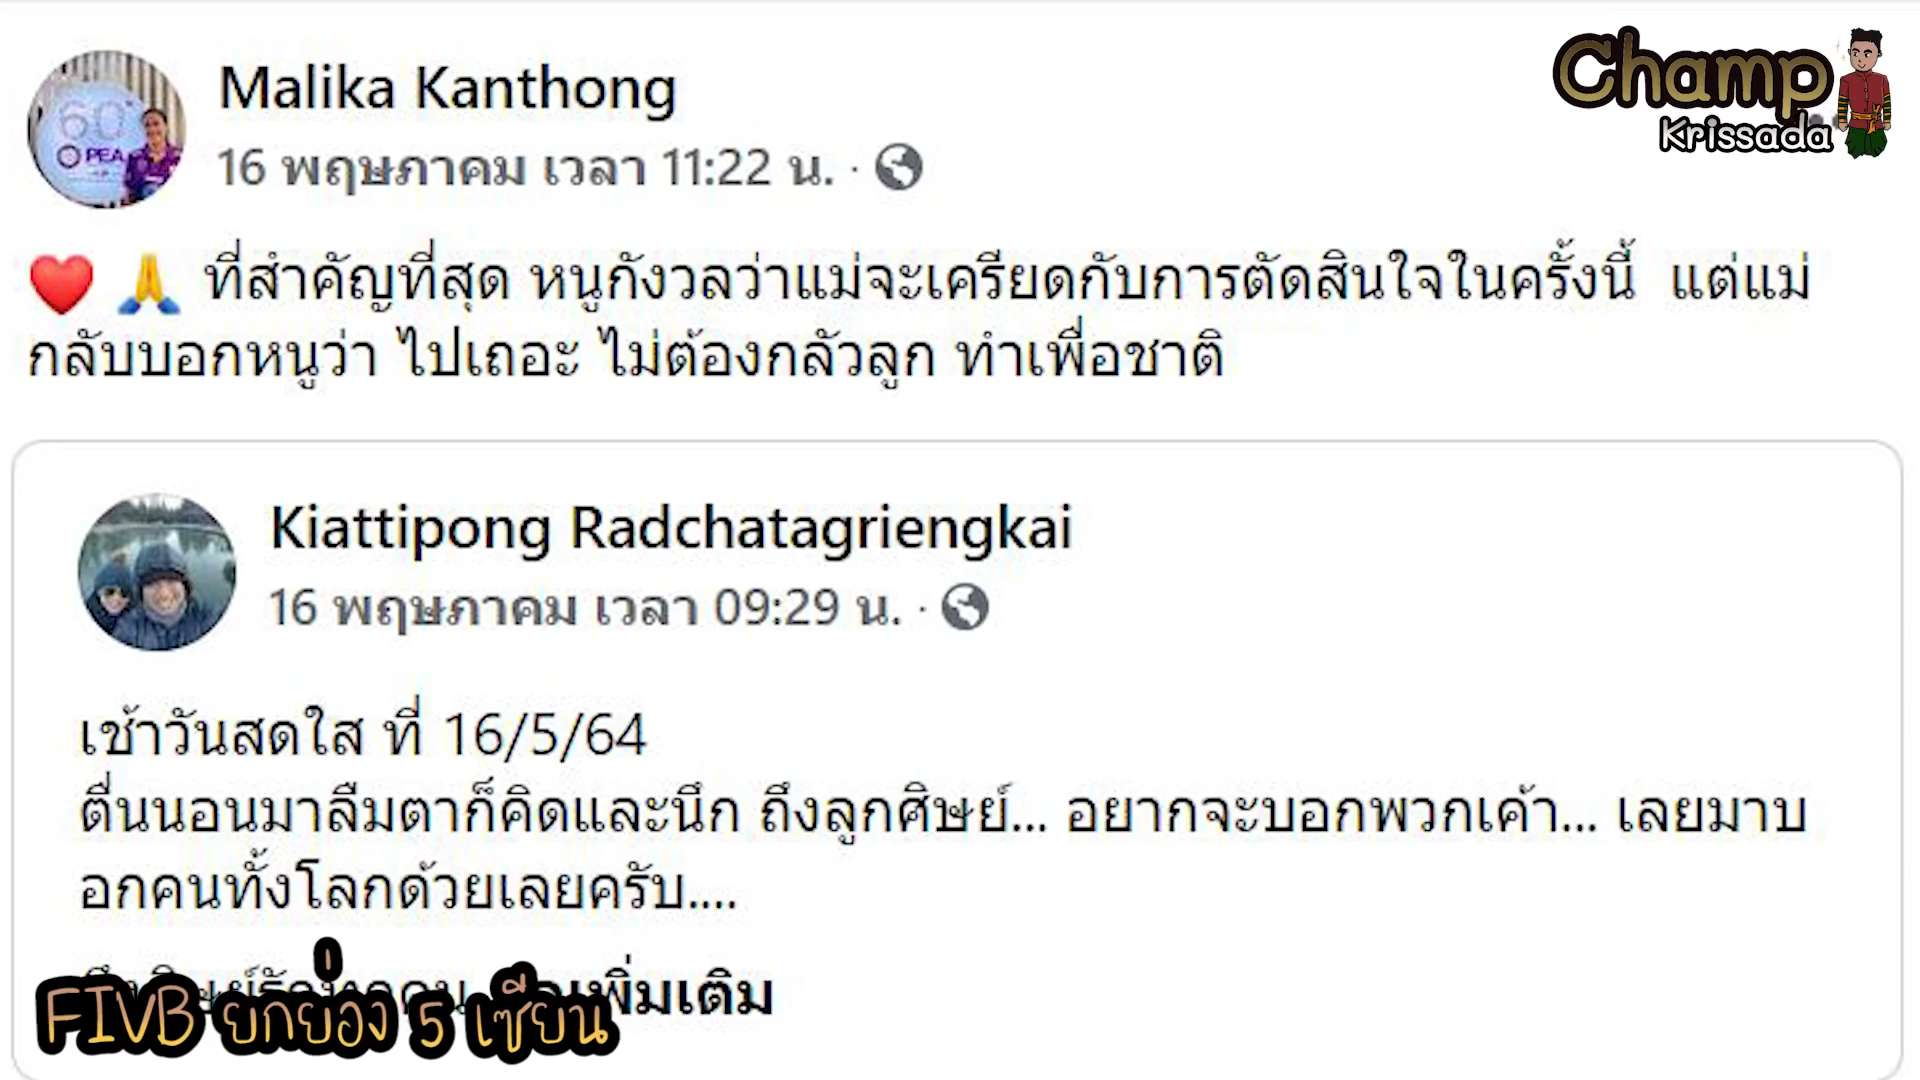 Champ
Krissada
60
PEA
Malika Kanthong
16 พฤษภาคม เวลา 11:22 น. ·
❤️ 🙏 ที่สำคัญที่สุด หนูกังวลว่าแม่จะเครียดกับการตัดสินใจในครั้งนี้ แต่แม่
กลับบอกหนูว่า ไปเถอะ ไม่ต้องกลัวลูก ทำเพื่อชาติ
Kiattipong Radchatagriengkai
16 พฤษภาคม เวลา 09:29 น. ·
เช้าวันสดใส ที่ 16/5/64
ตื่นนอนมาลืมตาก็คิดและนึก ถึงลูกศิษย์... อยากจะบอกพวกเค้า... เลยมาบ
อกคนทั้งโลกด้วยเลยครับ....
เพิ่มเติม
FIVB ยกย่อง 5 เซียน